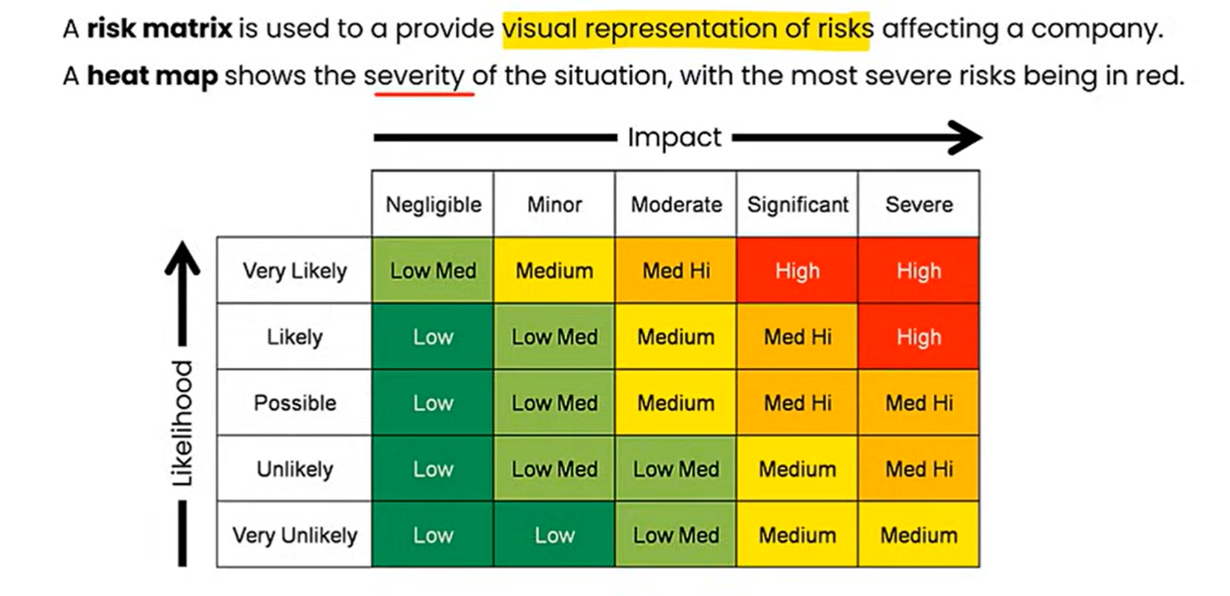 A risk matrix is used to a provide visual representation of risks affecting a company.
A heat map shows the severity of the situation, with the most severe risks being in red.
Impact
Negligible Minor Moderate Significant Severe
Likelihood
Very Likely Low Med Medium Med Hi High High
Likely Low Low Med Medium Med Hi High
Possible Low Low Med Medium Med Hi Med Hi
Unlikely Low Low Med Low Med Medium Med Hi
Very Unlikely Low Low Low Med Medium Medium